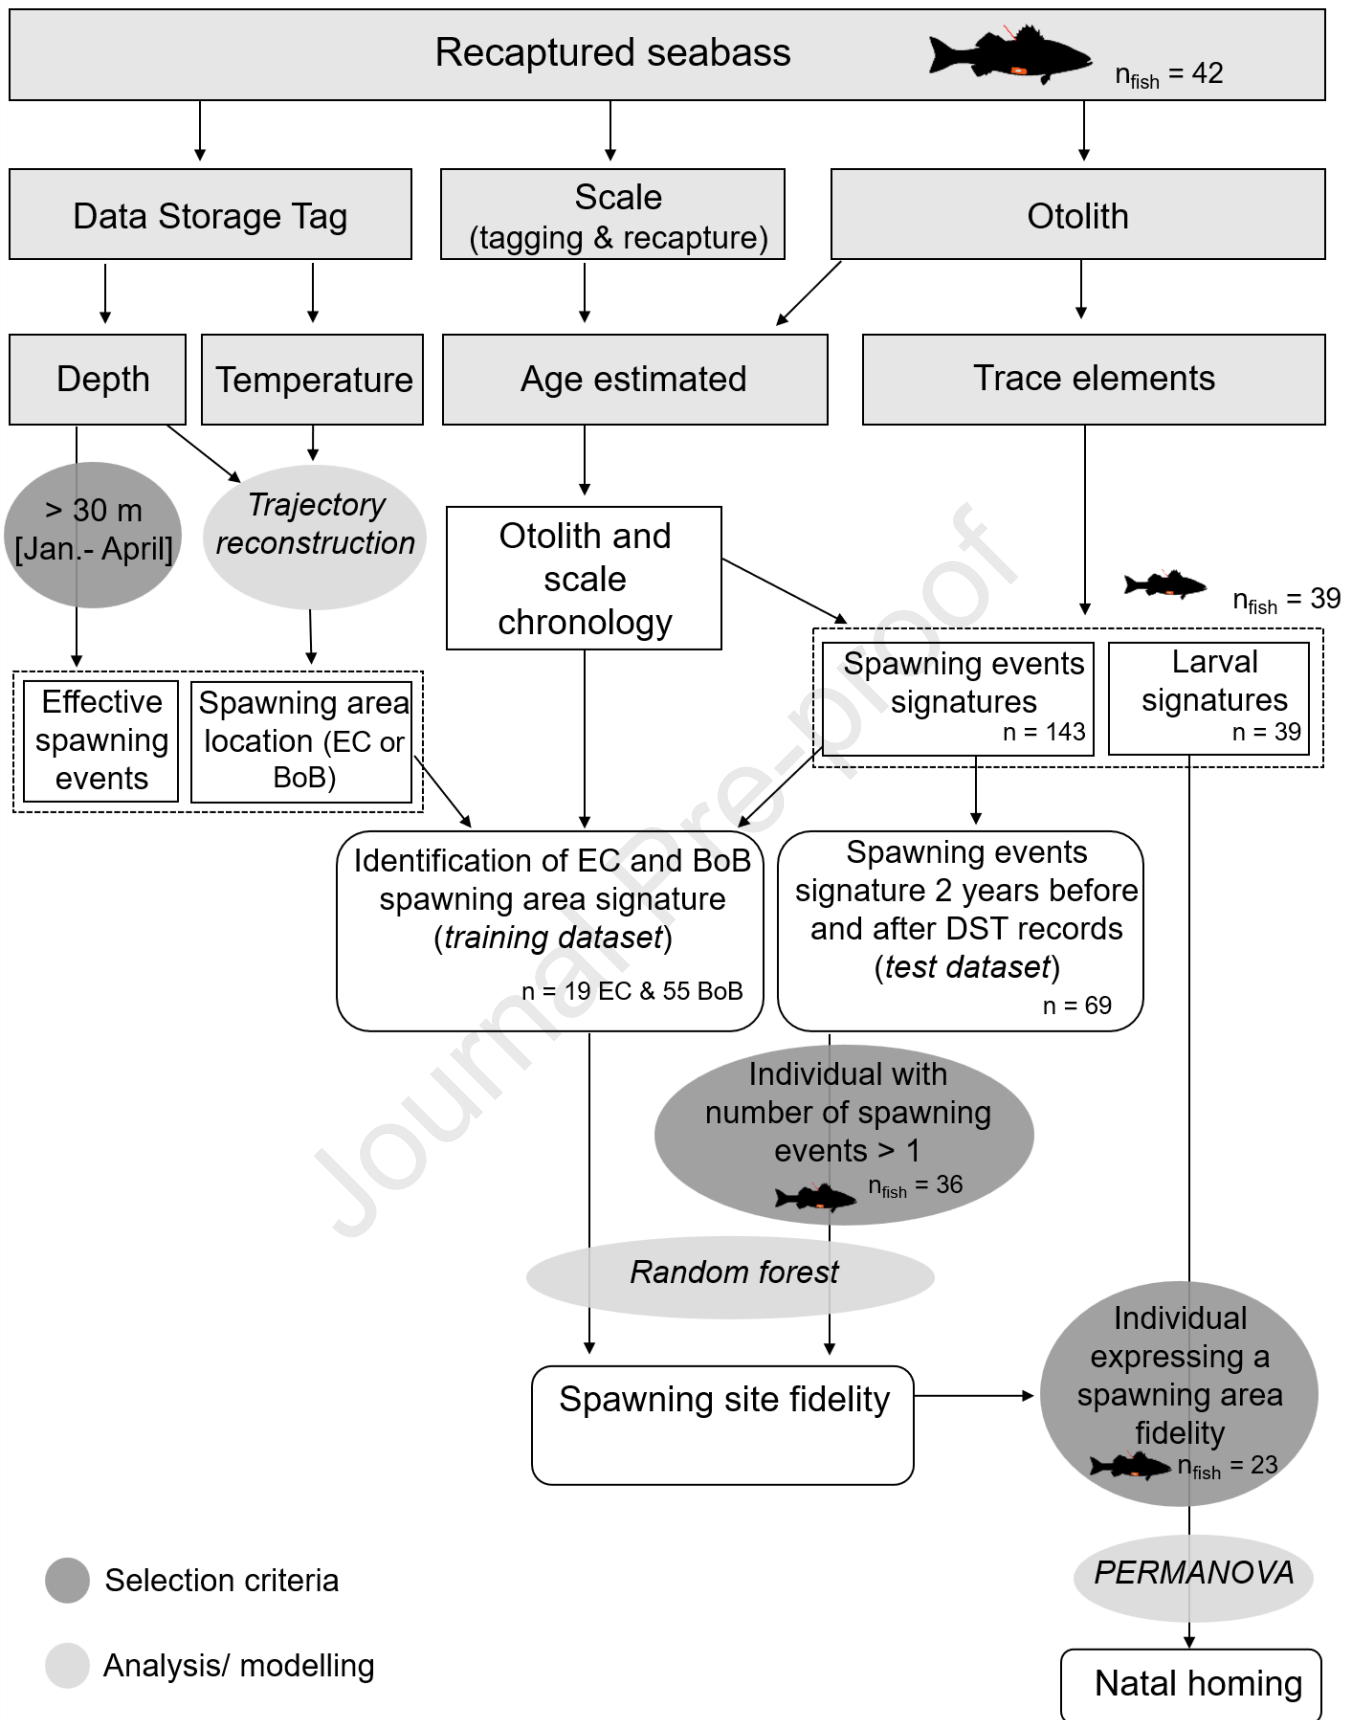 Recaptured seabass
nfish = 42
Data Storage Tag
Scale
(tagging & recapture)
Otolith
Depth
Temperature
Age estimated
Trace elements
> 30 m
[Jan.- April]
Trajectory
reconstruction
Otolith and
scale
chronology
nfish = 39
Effective
spawning
events
Spawning area
location (EC or
BoB)
Spawning events
signatures
n = 143
Larval
signatures
n = 39
Identification of EC and BoB
spawning area signature
(training dataset)
n = 19 EC & 55 BoB
Spawning events
signature 2 years before
and after DST records
(test dataset)
n = 69
Individual with
number of spawning
events > 1
nfish = 36
Random forest
Spawning site fidelity
Individual
expressing a
spawning area
fidelity
nfish = 23
PERMANOVA
Natal homing
Selection criteria
Analysis/ modelling
Journal Pre-proof